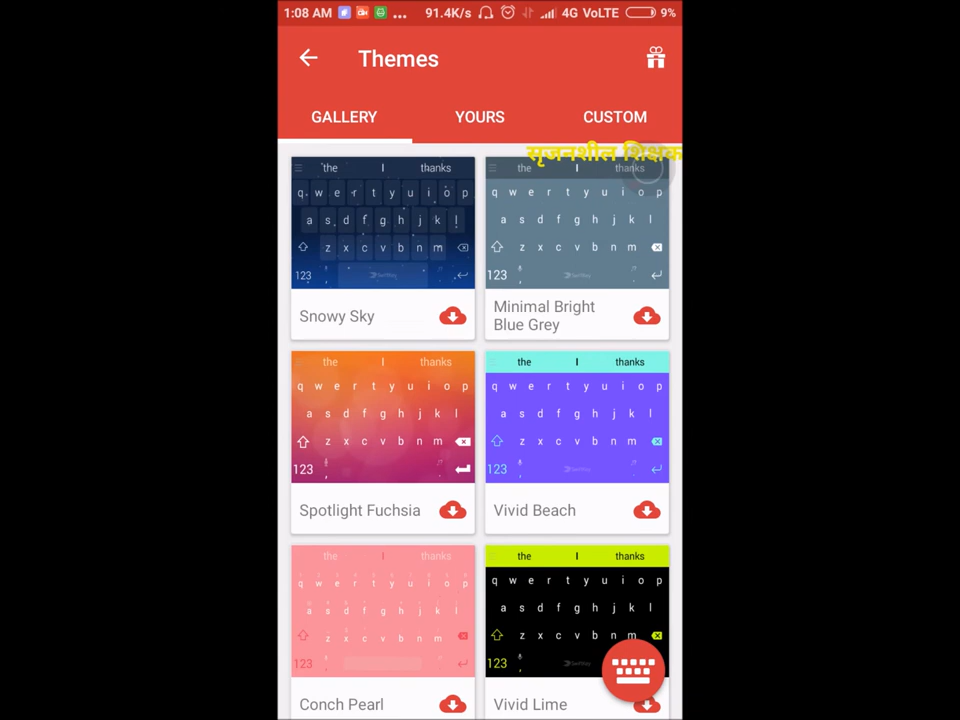 1:08 AM ... 91.4K/s 4G VoLTE 9%
Themes
GALLERY YOURS CUSTOM
सृजनशील शिक्षक
the I thanks
q w e r t y u i o p
a s d f g h j k l
z x c v b n m
123 ,
Snowy Sky
the I thanks
q w e r t y u i o p
a s d f g h j k l
z x c v b n m
123 ,
Minimal Bright
Blue Grey
the I thanks
q w e r t y u i o p
a s d f g h j k l
z x c v b n m
123 ,
Spotlight Fuchsia
the I thanks
q w e r t y u i o p
a s d f g h j k l
z x c v b n m
123 ,
Vivid Beach
the I thanks
q w e r t y u i o p
a s d f g h j k l
z x c v b n m
123 ,
Conch Pearl
the I thanks
q w e r t y u i o p
a s d f g h j k l
z x c v b n m
123 ,
Vivid Lime